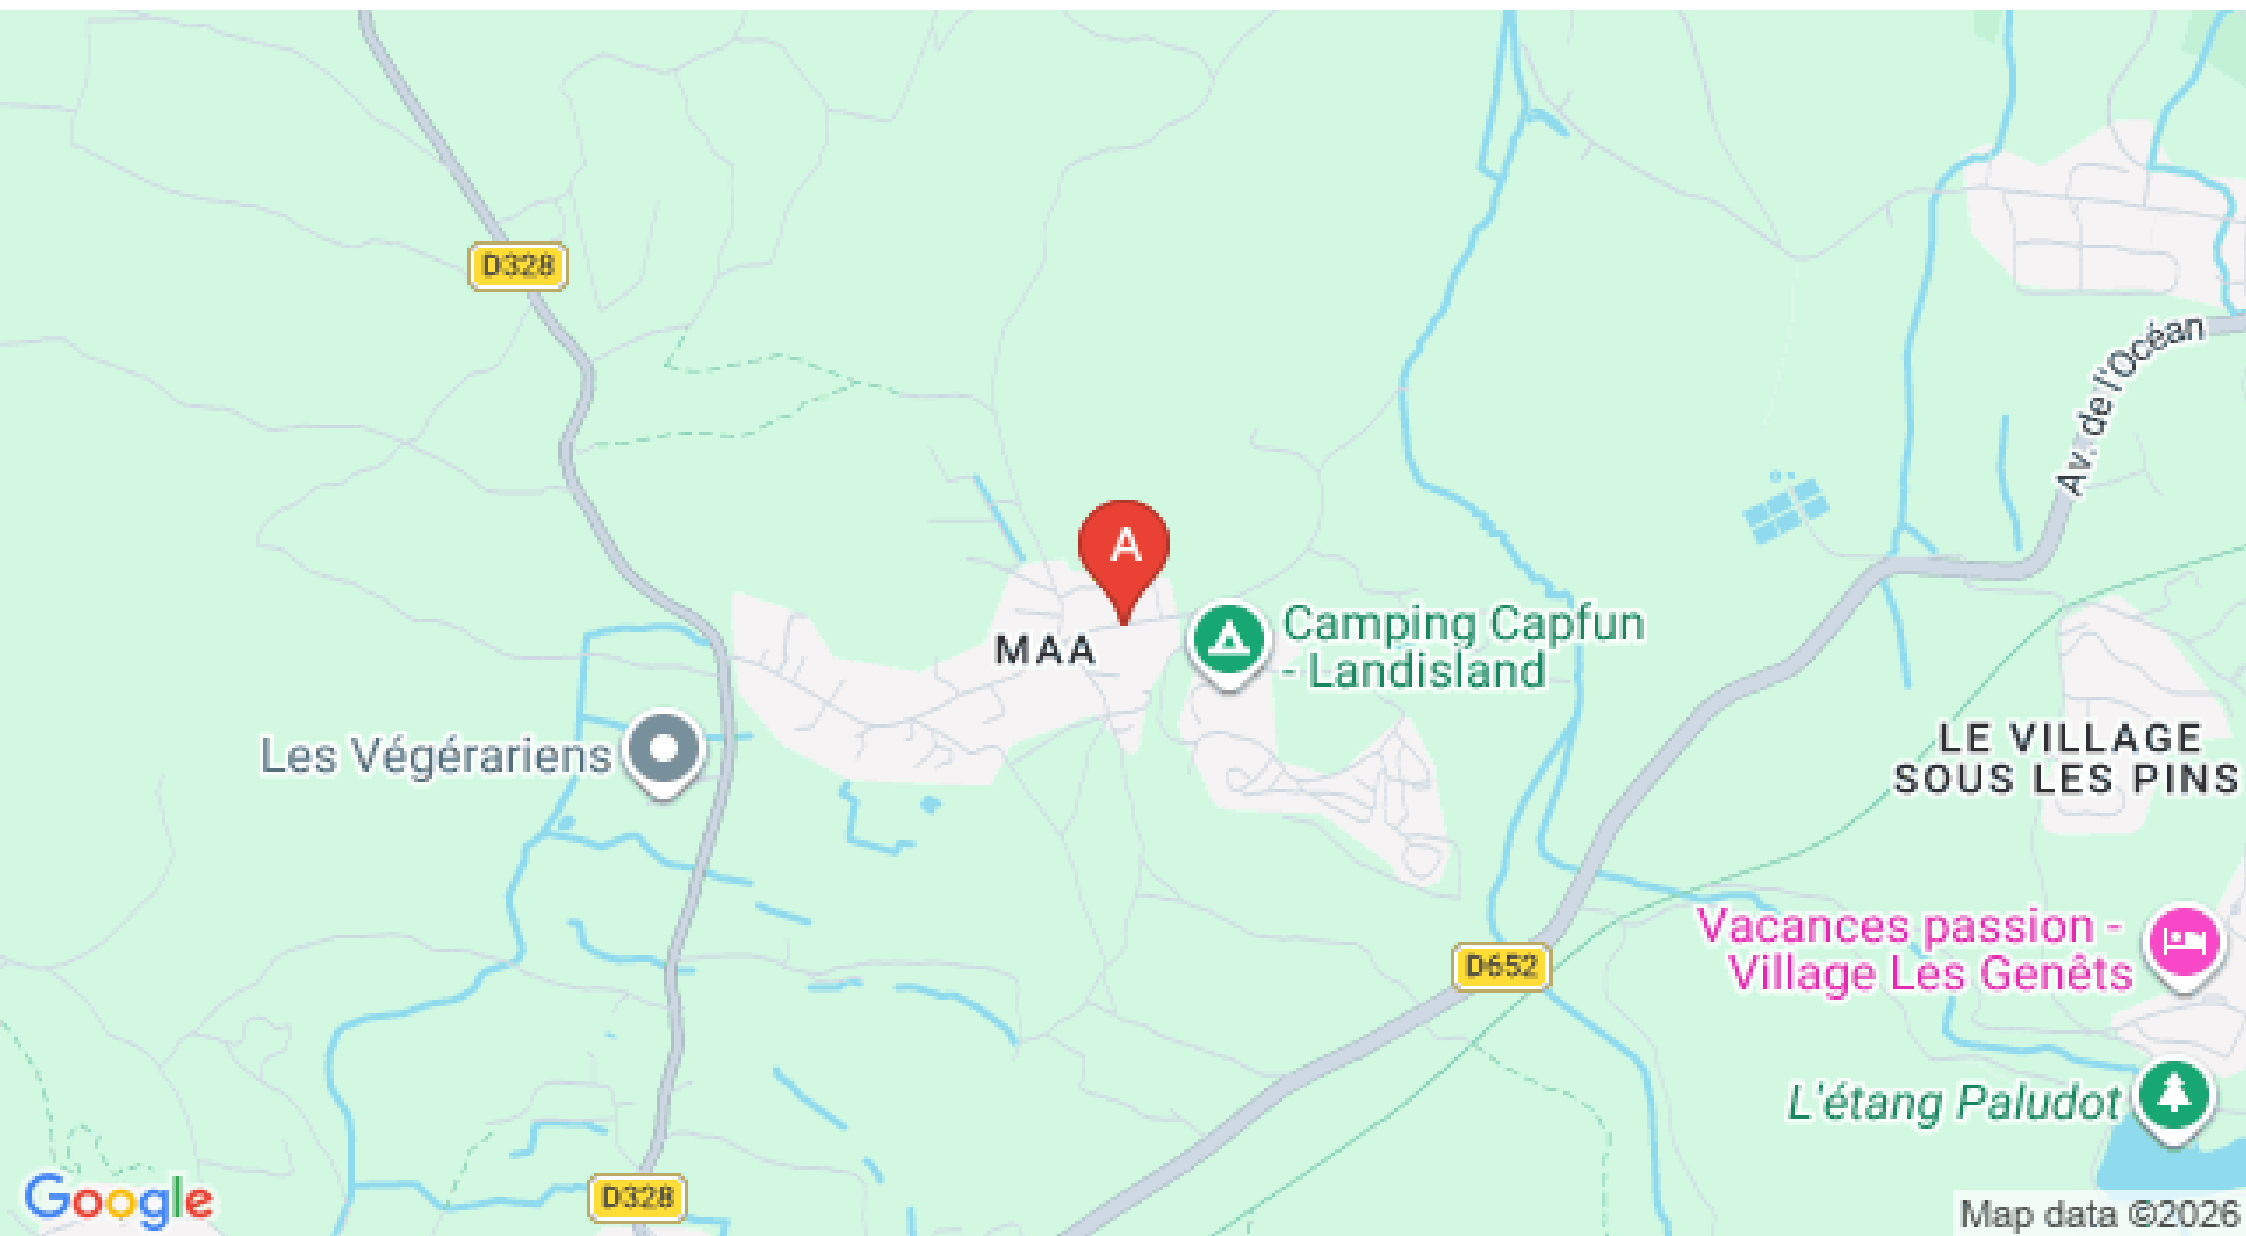 D328
Av. de l'Océan
A
Camping Capfun
- Landisland
MAA
Les Végérariens
LE VILLAGE
SOUS LES PINS
Vacances passion -
Village Les Genêts
D652
L'étang Paludot
D328
Google
Map data ©2026